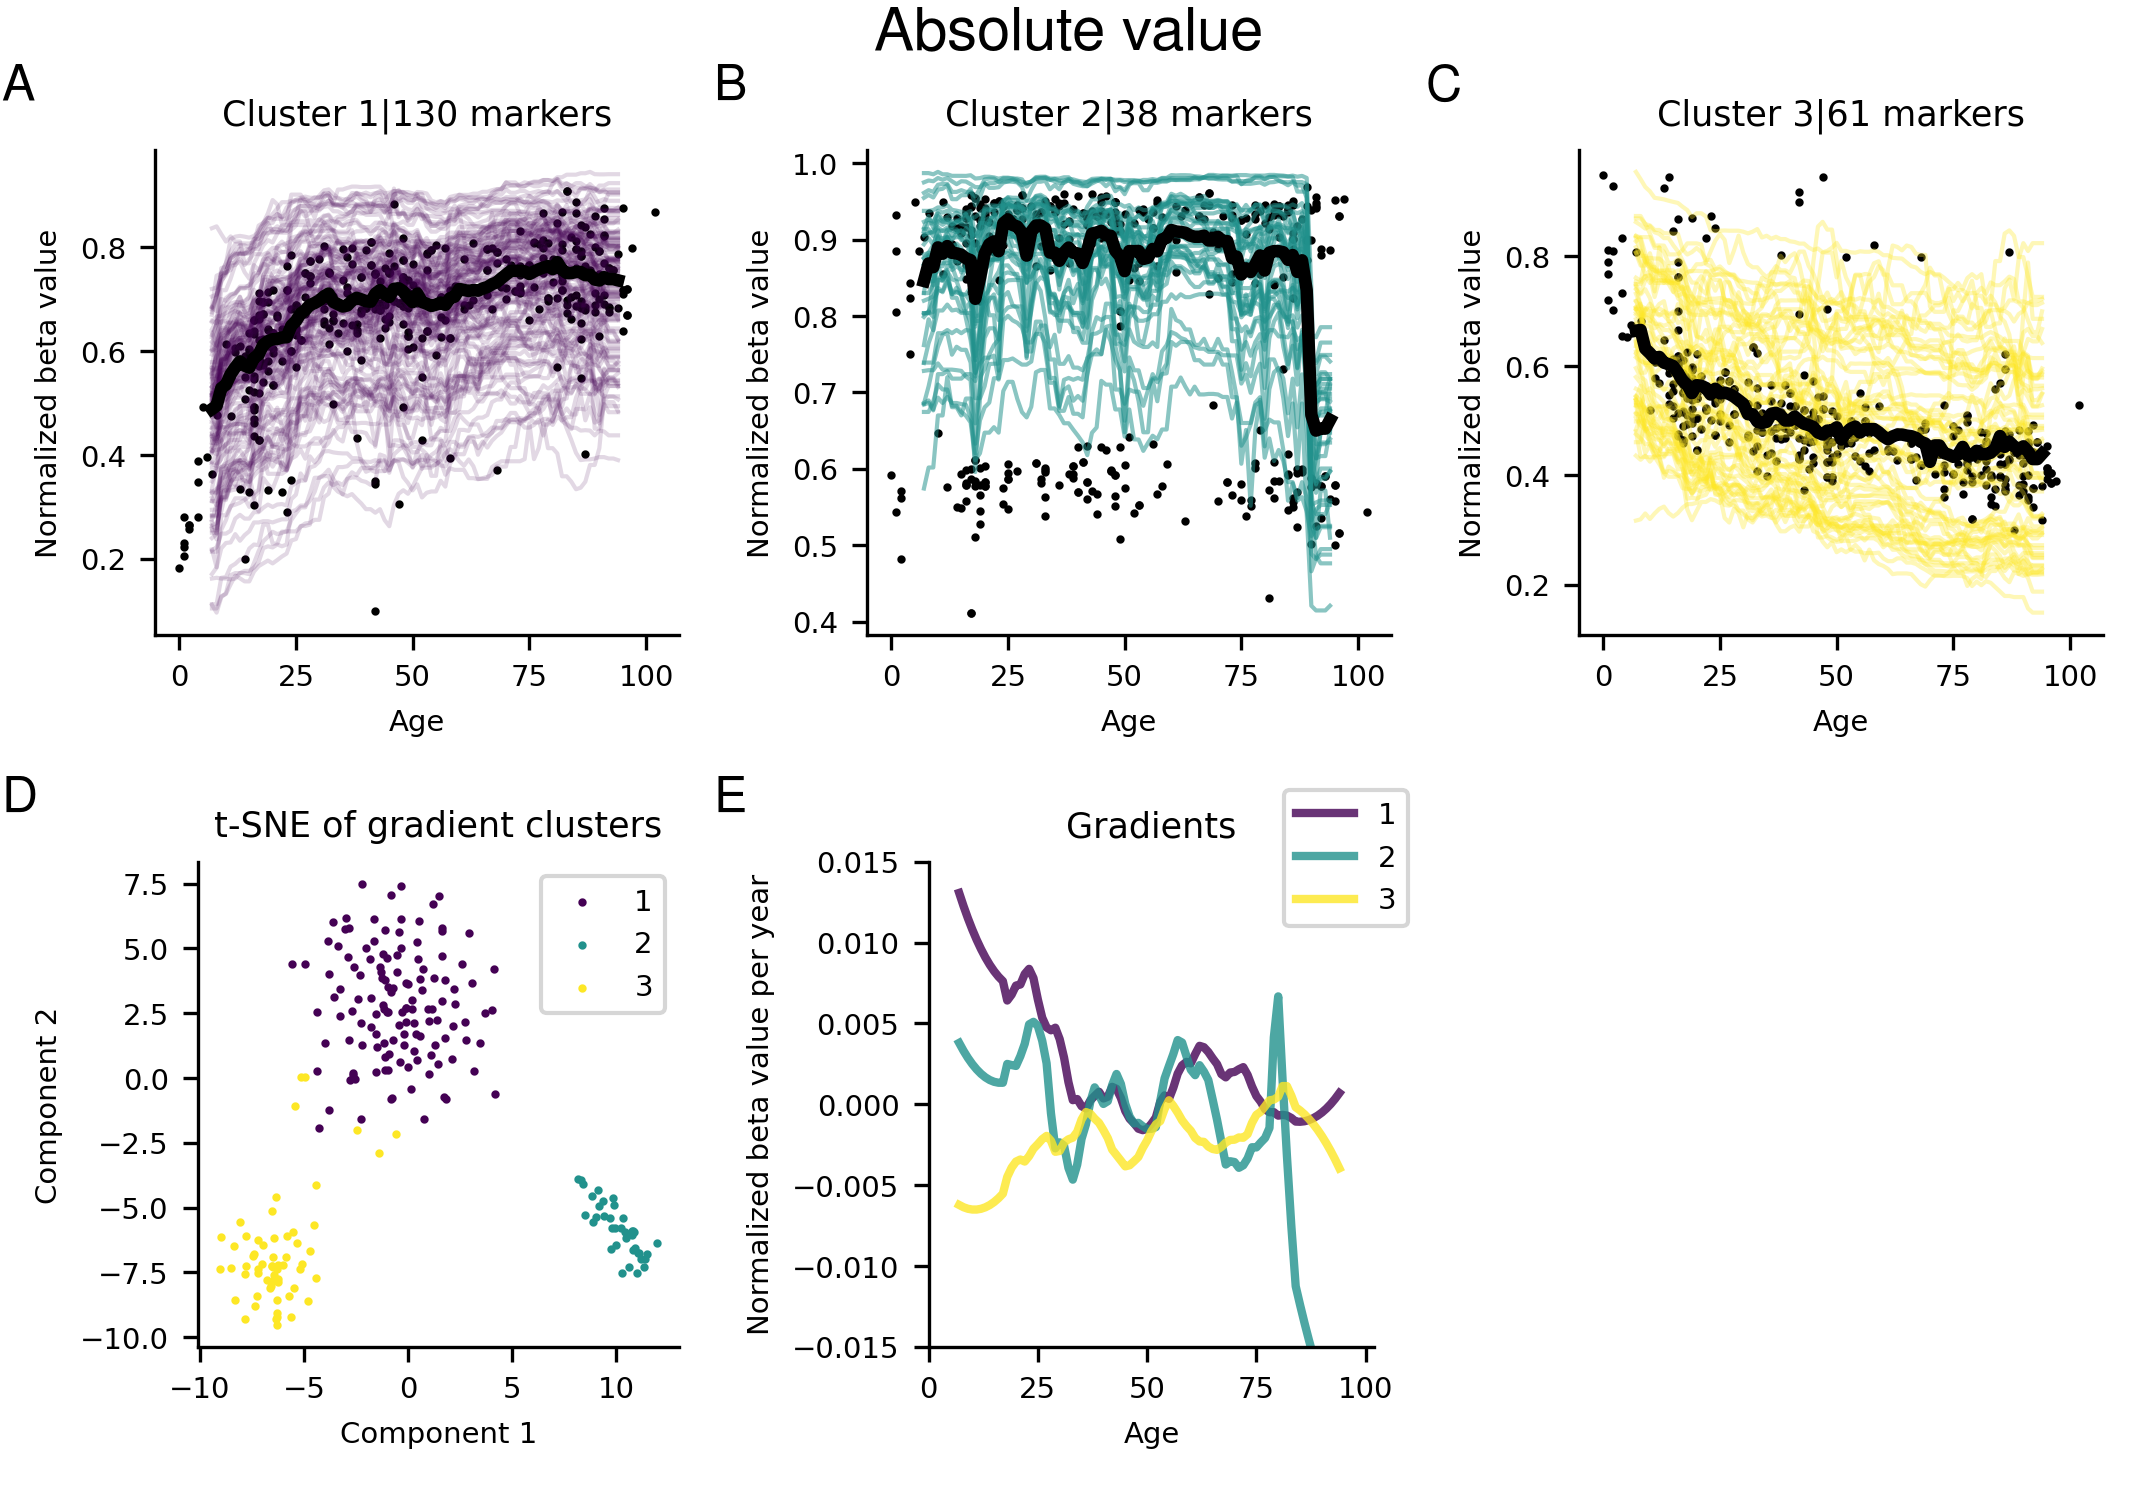 Absolute value
A
B
C
Cluster 1|130 markers
Cluster 2|38 markers
Cluster 3|61 markers
Normalized beta value
0.8
0.6
0.4
0.2
0
25
50
75
100
Age
Normalized beta value
1.0
0.9
0.8
0.7
0.6
0.5
0.4
0
25
50
75
100
Age
Normalized beta value
0.8
0.6
0.4
0.2
0
25
50
75
100
Age
D
E
t-SNE of gradient clusters
1
2
3
Component 2
7.5
5.0
2.5
0.0
−2.5
−5.0
−7.5
−10.0
−10
−5
0
5
10
Component 1
Gradients
1
2
3
Normalized beta value per year
0.015
0.010
0.005
0.000
−0.005
−0.010
−0.015
0
25
50
75
100
Age